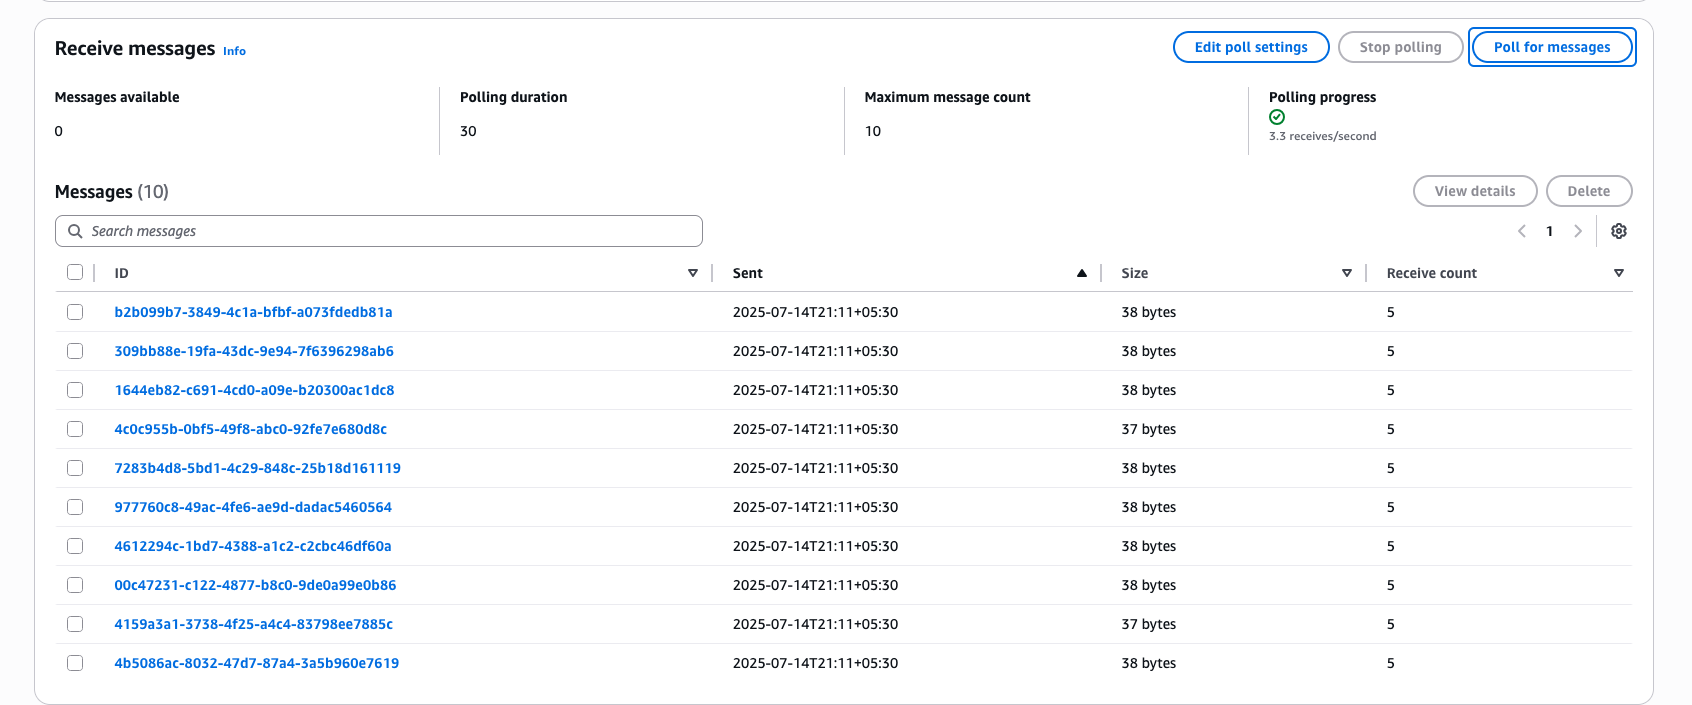 Receive messages Info
Edit poll settings Stop polling Poll for messages
Messages available Polling duration Maximum message count Polling progress
0 30 10
3.3 receives/second
Messages (10)
View details Delete
Search messages
1
ID Sent Size Receive count
b2b099b7-3849-4c1a-bfbf-a073fdedb81a 2025-07-14T21:11+05:30 38 bytes 5
309bb88e-19fa-43dc-9e94-7f6396298ab6 2025-07-14T21:11+05:30 38 bytes 5
1644eb82-c691-4cd0-a09e-b20300ac1dc8 2025-07-14T21:11+05:30 38 bytes 5
4c0c955b-0bf5-49f8-abc0-92fe7e680d8c 2025-07-14T21:11+05:30 37 bytes 5
7283b4d8-5bd1-4c29-848c-25b18d161119 2025-07-14T21:11+05:30 38 bytes 5
977760c8-49ac-4fe6-ae9d-dadac5460564 2025-07-14T21:11+05:30 38 bytes 5
4612294c-1bd7-4388-a1c2-c2cbc46df60a 2025-07-14T21:11+05:30 38 bytes 5
00c47231-c122-4877-b8c0-9de0a99e0b86 2025-07-14T21:11+05:30 38 bytes 5
4159a3a1-3738-4f25-a4c4-83798ee7885c 2025-07-14T21:11+05:30 37 bytes 5
4b5086ac-8032-47d7-87a4-3a5b960e7619 2025-07-14T21:11+05:30 38 bytes 5